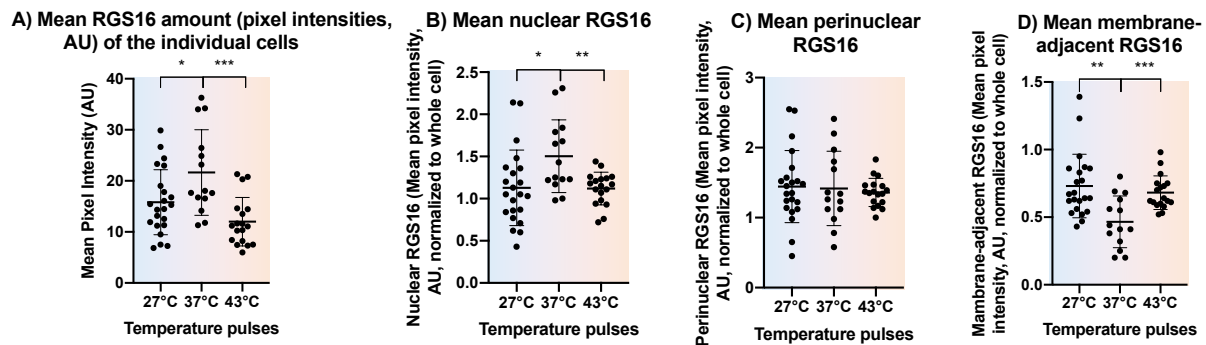 A) Mean RGS16 amount (pixel intensities,
AU) of the individual cells
* ***
Mean Pixel Intensity (AU)
40
30
20
10
0
27°C 37°C 43°C
Temperature pulses
B) Mean nuclear RGS16
* **
Nuclear RGS16 (Mean pixel intensity,
AU, normalized to whole cell)
2.5
2.0
1.5
1.0
0.5
0.0
27°C 37°C 43°C
Temperature pulses
C) Mean perinuclear
RGS16
Perinuclear RGS16 (Mean pixel intensity,
AU, normalized to whole cell)
3
2
1
0
27°C 37°C 43°C
Temperature pulses
D) Mean membrane-
adjacent RGS16
** ***
Mambrane-adjacent RGS16 (Mean pixel
intensity, AU, normalized to whole cell)
1.5
1.0
0.5
0.0
27°C 37°C 43°C
Temperature pulses